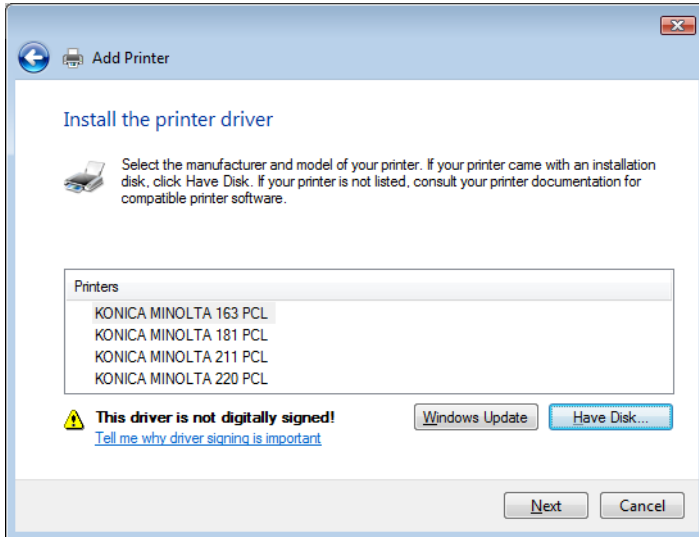 Add Printer
Install the printer driver
Select the manufacturer and model of your printer. If your printer came with an installation
disk, click Have Disk. If your printer is not listed, consult your printer documentation for
compatible printer software.
Printers
KONICA MINOLTA 163 PCL
KONICA MINOLTA 181 PCL
KONICA MINOLTA 211 PCL
KONICA MINOLTA 220 PCL
This driver is not digitally signed!
Windows Update
Have Disk...
Tell me why driver signing is important
Next
Cancel